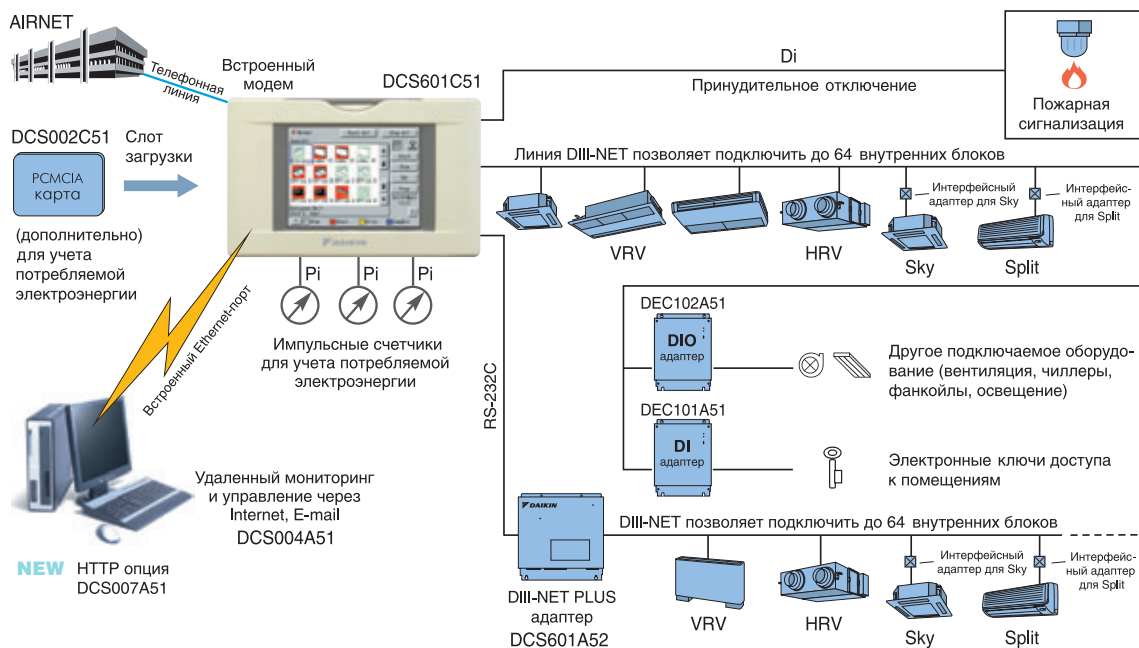 AIRNET
Телефонная
линия
Встроенный
модем
DCS601C51
Di
Принудительное отключение
Пожарная
сигнализация
DCS002C51
Слот
загрузки
PCMCIA
карта
(дополнительно)
для учета
потребляемой
электроэнергии
DAIKIN
Линия DIII-NET позволяет подключить до 64 внутренних блоков
Интерфейсный
адаптер для Sky
Интерфейс-
ный адаптер
для Split
VRV
HRV
Sky
Split
Pi
Pi
Pi
Импульсные счетчики
для учета потребляемой
электроэнергии
Встроенный Ethernet-порт
RS-232C
DEC102A51
DIO
адаптер
Другое подключаемое оборудо-
вание (вентиляция, чиллеры,
фанкойлы, освещение)
DEC101A51
DI
адаптер
Электронные ключи доступа
к помещениям
Удаленный мониторинг
и управление через
Internet, E-mail
DCS004A51
NEW HTTP опция
DCS007A51
DAIKIN
DIII-NET PLUS
адаптер
DCS601A52
DIII-NET позволяет подключить до 64 внутренних блоков
Интерфейсный
адаптер для Sky
Интерфейс-
ный адаптер
для Split
VRV
HRV
Sky
Split